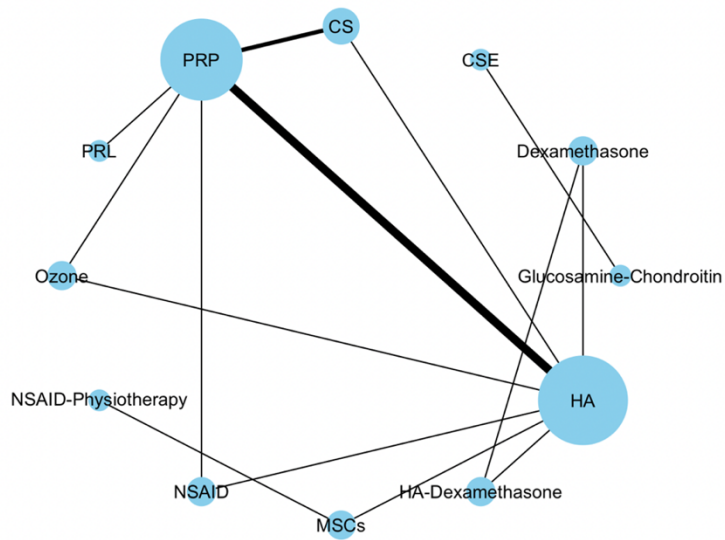 CS
PRP
CSE
PRL
Dexamethasone
Ozone
Glucosamine-Chondroitin
NSAID-Physiotherapy
HA
NSAID
HA-Dexamethasone
MSCs